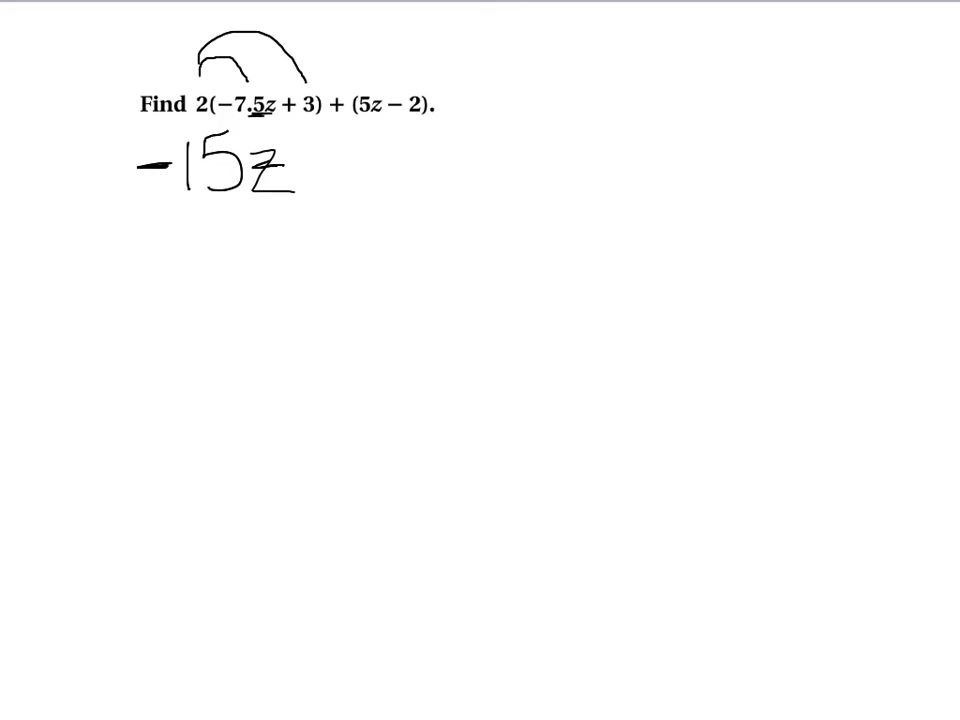 Find 2(−7.5z + 3) + (5z − 2).
-15z